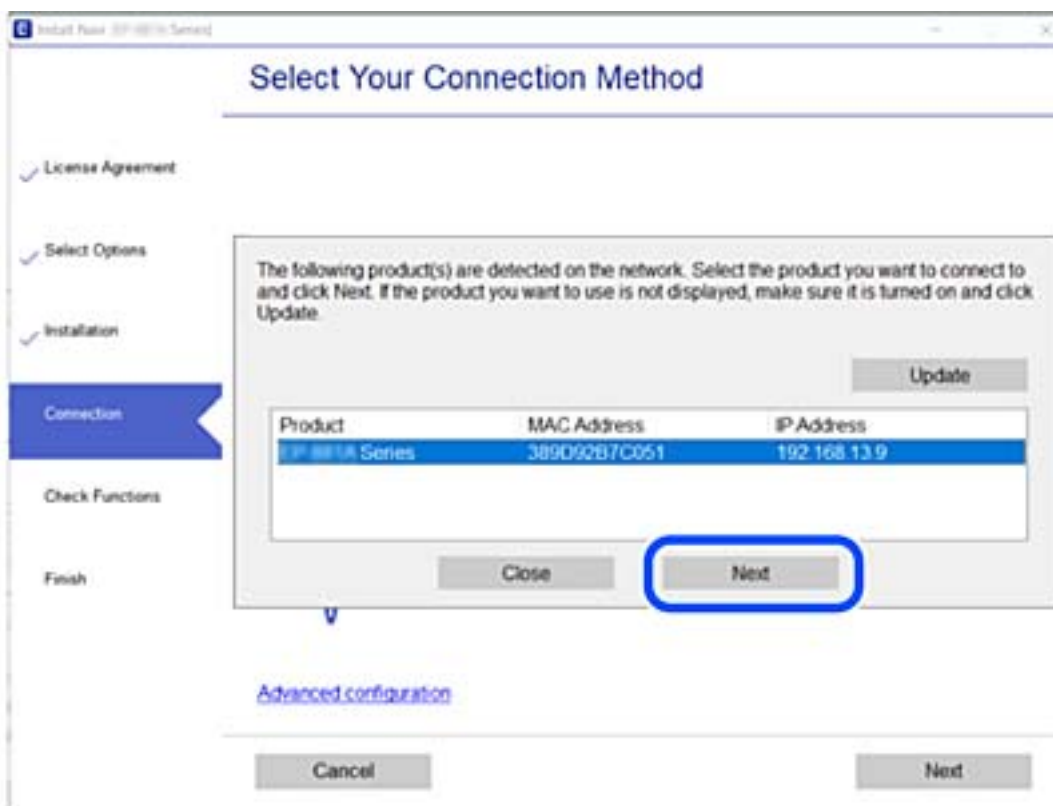 Install Navi
Series]
Select Your Connection Method
License Agreement
Select Options
Installation
Connection
Check Functions
Finish
The following product(s) are detected on the network. Select the product you want to connect to
and click Next. If the product you want to use is not displayed, make sure it is turned on and click
Update.
Update
Product MAC Address IP Address
Series 389D92B7C051 192.168.13.9
Close Next
Advanced configuration
Cancel Next